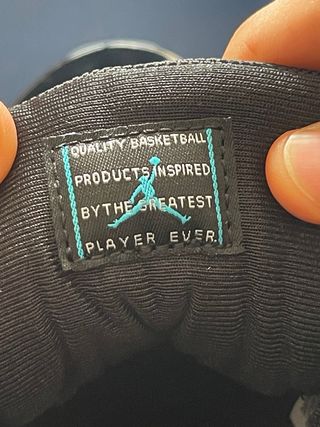 QUALITY BASKETBALL
PRODUCTS INSPIRED
BY THE GREATEST
PLAYER EVER.